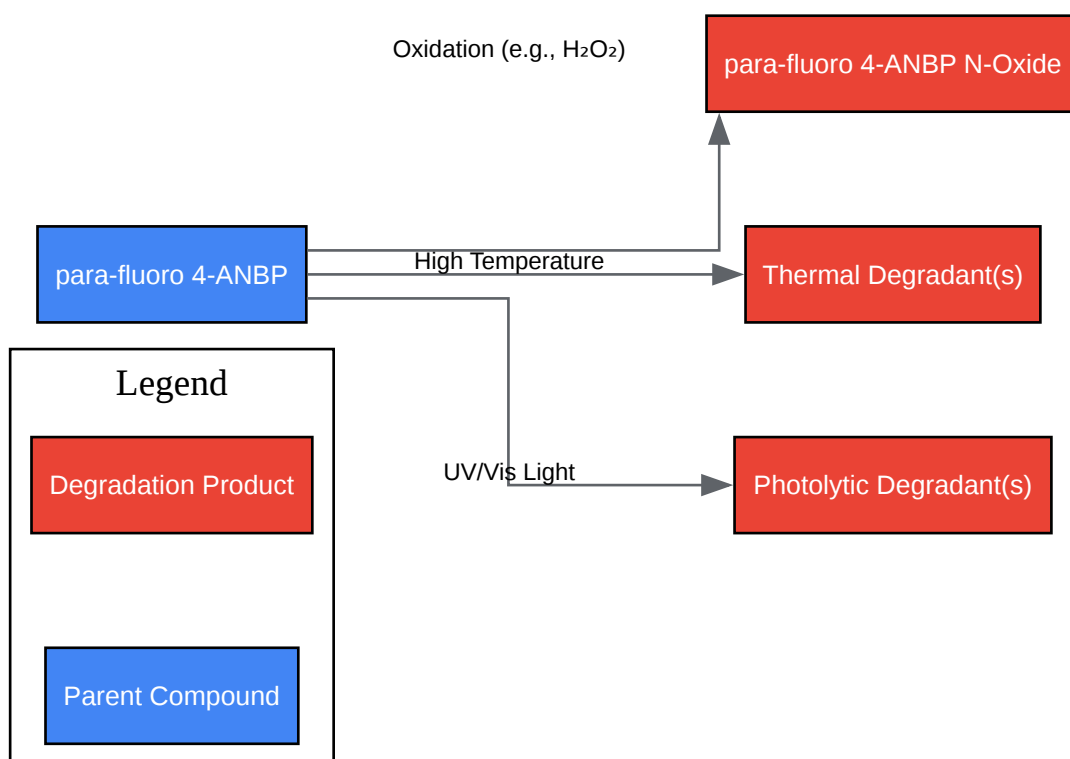 Oxidation (e.g., H₂O₂)
para-fluoro 4-ANBP N-Oxide
para-fluoro 4-ANBP
High Temperature
Thermal Degradant(s)
Legend
Degradation Product
UV/Vis Light
Photolytic Degradant(s)
Parent Compound